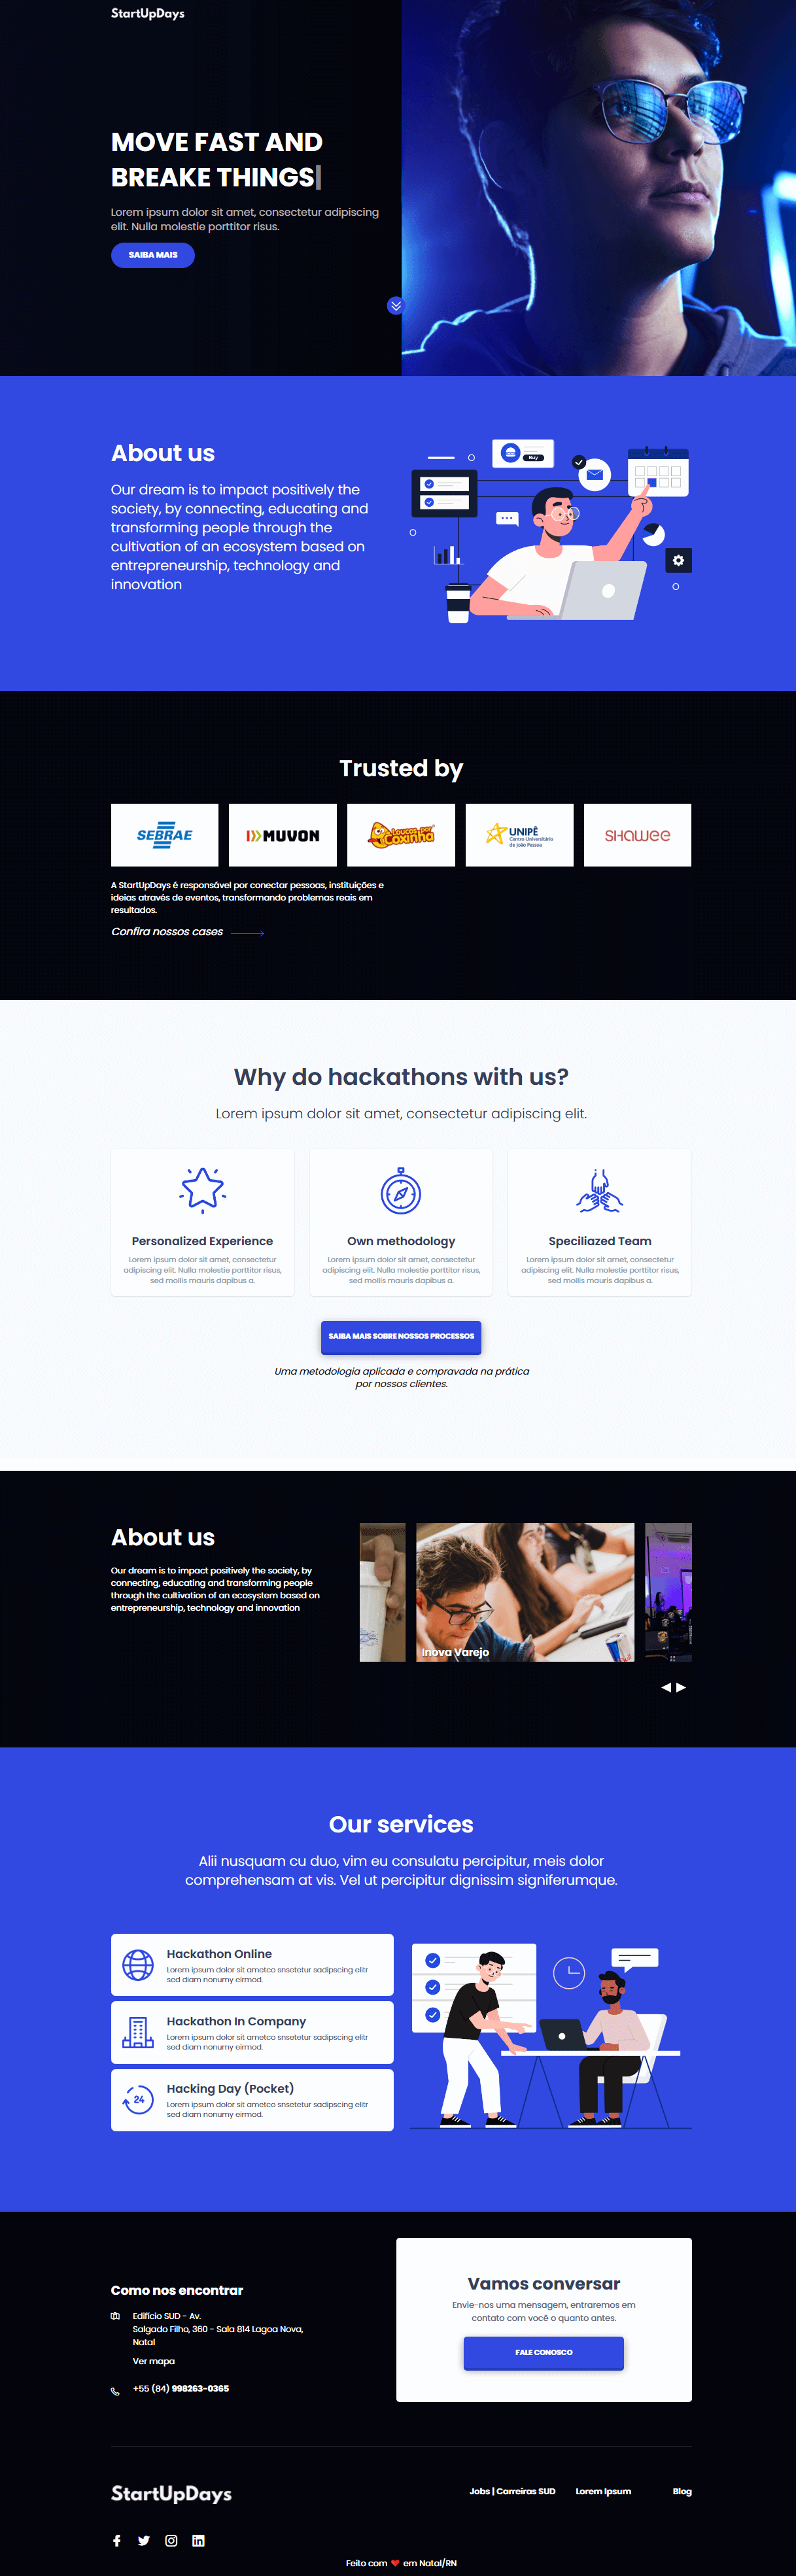 StartUpDays
MOVE FAST AND
BREAKE THINGS
Lorem ipsum dolor sit amet, consectetur adipiscing
elit. Nulla molestie porttitor risus.
SAIBA MAIS
About us
Our dream is to impact positively the
society, by connecting, educating and
transforming people through the
cultivation of an ecosystem based on
entrepreneurship, technology and
innovation
Buy
Trusted by
SEBRAE
MUVON
Loucos por
Coxinha
UNIPÊ
Centro Universitário
de João Pessoa
SHAWEE
A StartUpDays é responsável por conectar pessoas, instituições e
ideias através de eventos, transformando problemas reais em
resultados.
Confira nossos cases
Why do hackathons with us?
Lorem ipsum dolor sit amet, consectetur adipiscing elit.
Personalized Experience
Lorem ipsum dolor sit amet, consectetur
adipiscing elit. Nulla molestie porttitor risus,
sed mollis mauris dapibus a.
Own methodology
Lorem ipsum dolor sit amet, consectetur
adipiscing elit. Nulla molestie porttitor risus,
sed mollis mauris dapibus a.
Speciliazed Team
Lorem ipsum dolor sit amet, consectetur
adipiscing elit. Nulla molestie porttitor risus,
sed mollis mauris dapibus a.
SAIBA MAIS SOBRE NOSSOS PROCESSOS
Uma metodologia aplicada e compravada na prática
por nossos clientes.
About us
Our dream is to impact positively the society, by
connecting, educating and transforming people
through the cultivation of an ecosystem based on
entrepreneurship, technology and innovation
Inova Varejo
Our services
Alii nusquam cu duo, vim eu consulatu percipitur, meis dolor
comprehensam at vis. Vel ut percipitur dignissim signiferumque.
Hackathon Online
Lorem ipsum dolor sit ametco snsetetur sadipscing elitr
sed diam nonumy eirmod.
Hackathon In Company
Lorem ipsum dolor sit ametco snsetetur sadipscing elitr
sed diam nonumy eirmod.
24
Hacking Day (Pocket)
Lorem ipsum dolor sit ametco snsetetur sadipscing elitr
sed diam nonumy eirmod.
Como nos encontrar
Edifício SUD - Av.
Salgado Filho, 360 - Sala 814 Lagoa Nova,
Natal
Ver mapa
+55 (84) 998263-0365
Vamos conversar
Envie-nos uma mensagem, entraremos em
contato com você o quanto antes.
FALE CONOSCO
StartUpDays
Jobs | Carreiras SUD
Lorem Ipsum
Blog
Feito com ❤ em Natal/RN